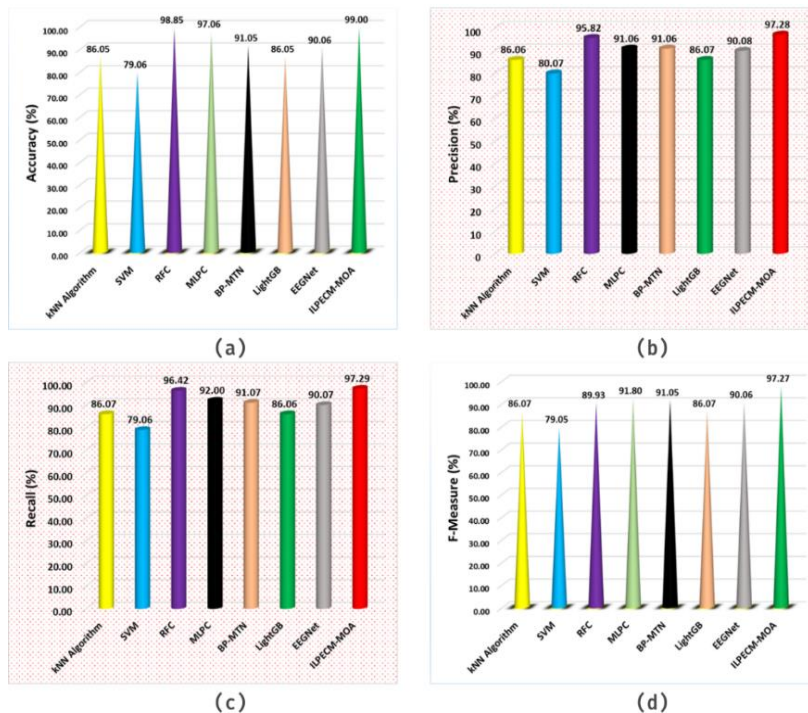 98.85
97.06
99.00
100.00
86.05
91.05
86.05
90.06
90.00
79.06
80.00
70.00
60.00
50.00
40.00
30.00
20.00
10.00
0.00
Accuracy (%)
kNN Algorithm
SVM
RFC
MLPC
BP-MTN
LightGB
EEGNet
ILPECM-MOA
(a)
95.82
97.28
100
86.06
91.06
91.06
86.07
90.08
90
80.07
80
70
60
50
40
30
20
10
0
Precision (%)
kNN Algorithm
SVM
RFC
MLPC
BP-MTN
LightGB
EEGNet
ILPECM-MOA
(b)
96.42
97.29
100.00
86.07
92.00
91.07
86.06
90.07
90.00
79.06
80.00
70.00
60.00
50.00
40.00
30.00
20.00
10.00
0.00
Recall (%)
kNN Algorithm
SVM
RFC
MLPC
BP-MTN
LightGB
EEGNet
ILPECM-MOA
(c)
97.27
100.00
86.07
89.93
91.80
91.05
86.07
90.06
90.00
79.05
80.00
70.00
60.00
50.00
40.00
30.00
20.00
10.00
0.00
F-Measure (%)
kNN Algorithm
SVM
RFC
MLPC
BP-MTN
LightGB
EEGNet
ILPECM-MOA
(d)